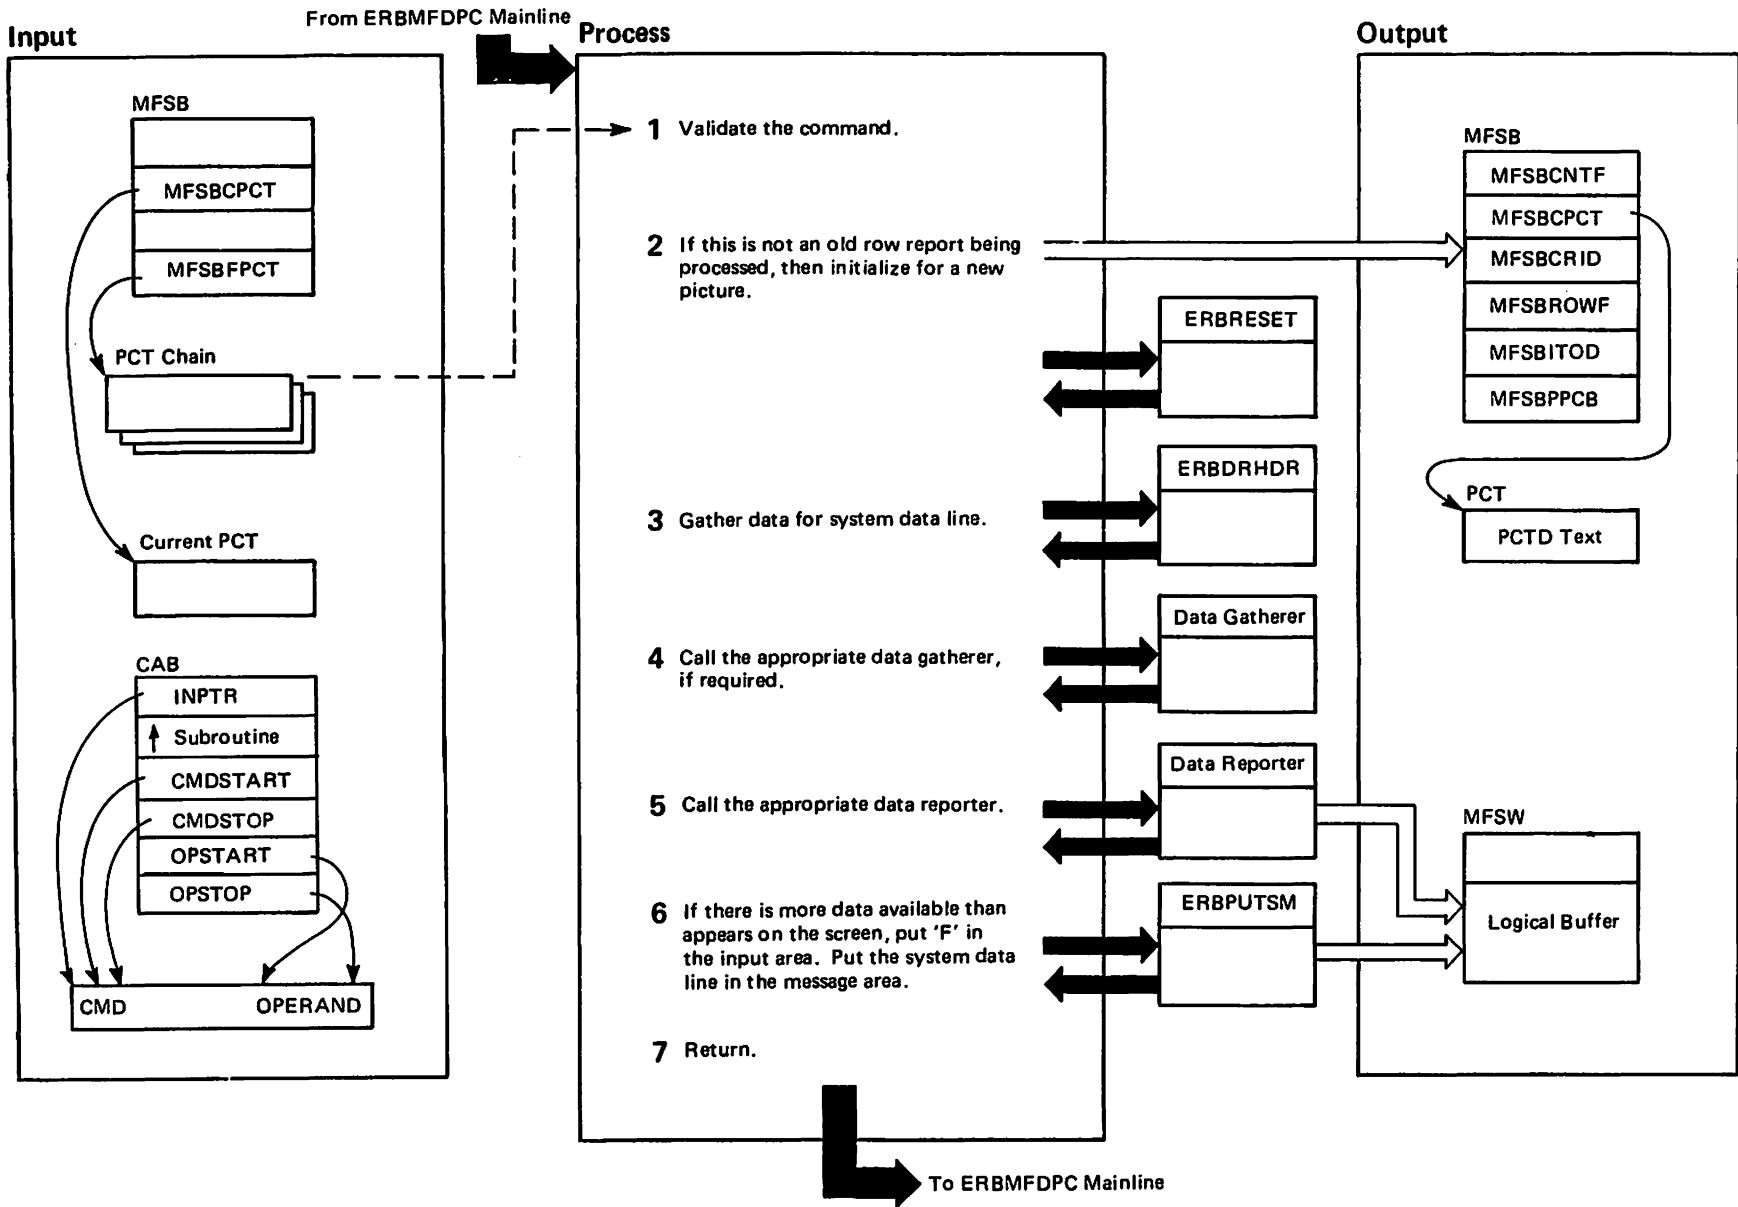 From ERBMFDPC Mainline
Input
MFSB
MFSBCPCT
MFSBFPCT
PCT Chain
Current PCT
CAB
INPTR
↑ Subroutine
CMDSTART
CMDSTOP
OPSTART
OPSTOP
CMD OPERAND
Process
1 Validate the command.
2 If this is not an old row report being
processed, then initialize for a new
picture.
ERBRESET
ERBDRHDR
3 Gather data for system data line.
Data Gatherer
4 Call the appropriate data gatherer,
if required.
Data Reporter
5 Call the appropriate data reporter.
ERBPUTSM
6 If there is more data available than
appears on the screen, put ‘F’ in
the input area. Put the system data
line in the message area.
7 Return.
To ERBMFDPC Mainline
Output
MFSB
MFSBCNTF
MFSBCPCT
MFSBCRID
MFSBROWF
MFSBITOD
MFSBPPCB
PCT
PCTD Text
MFSW
Logical Buffer